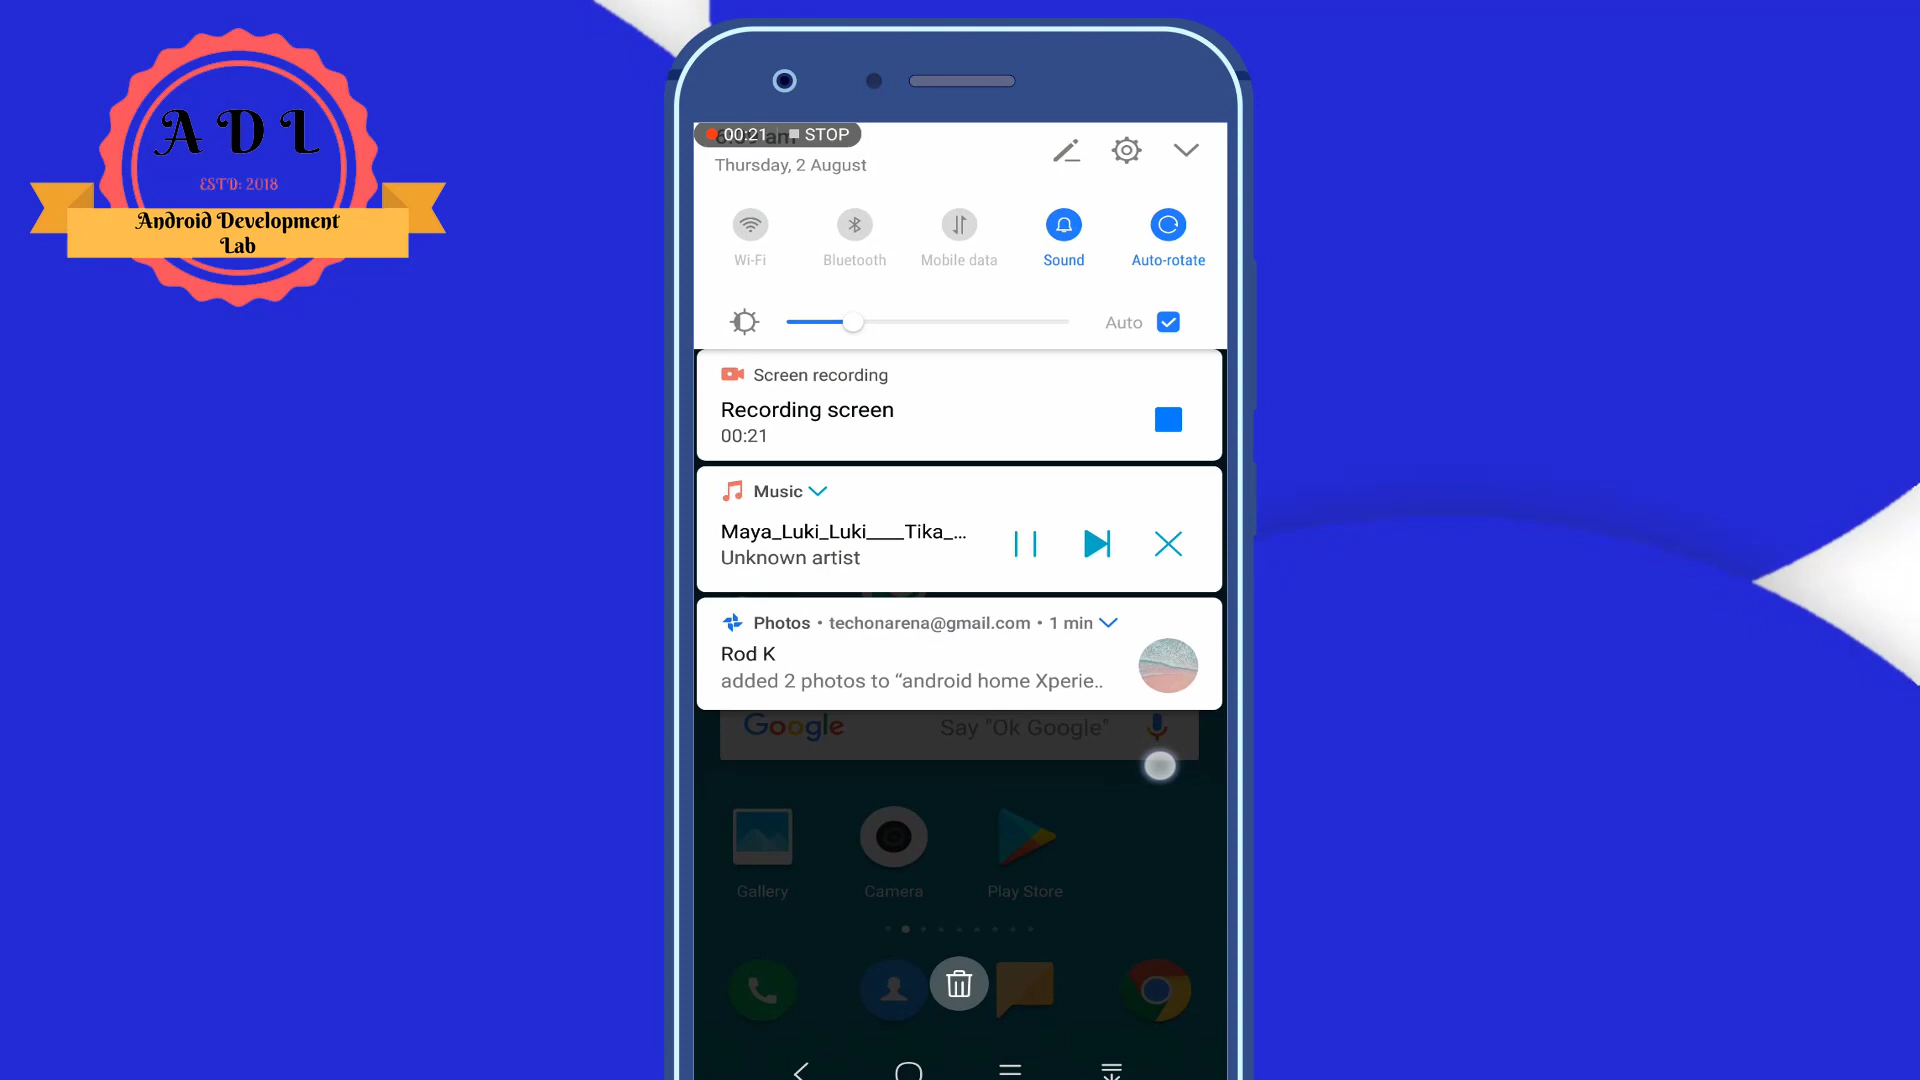 A D L
ESTD: 2018
Android Development
Lab
00:21 STOP
Thursday, 2 August
Wi-Fi
Bluetooth
Mobile data
Sound
Auto-rotate
Auto
Screen recording
Recording screen
00:21
Music
Maya_Luki_Luki____Tika_...
Unknown artist
Photos • techonarena@gmail.com • 1 min
Rod K
added 2 photos to “android home Xperie..
Google Say "Ok Google"
Gallery
Camera
Play Store